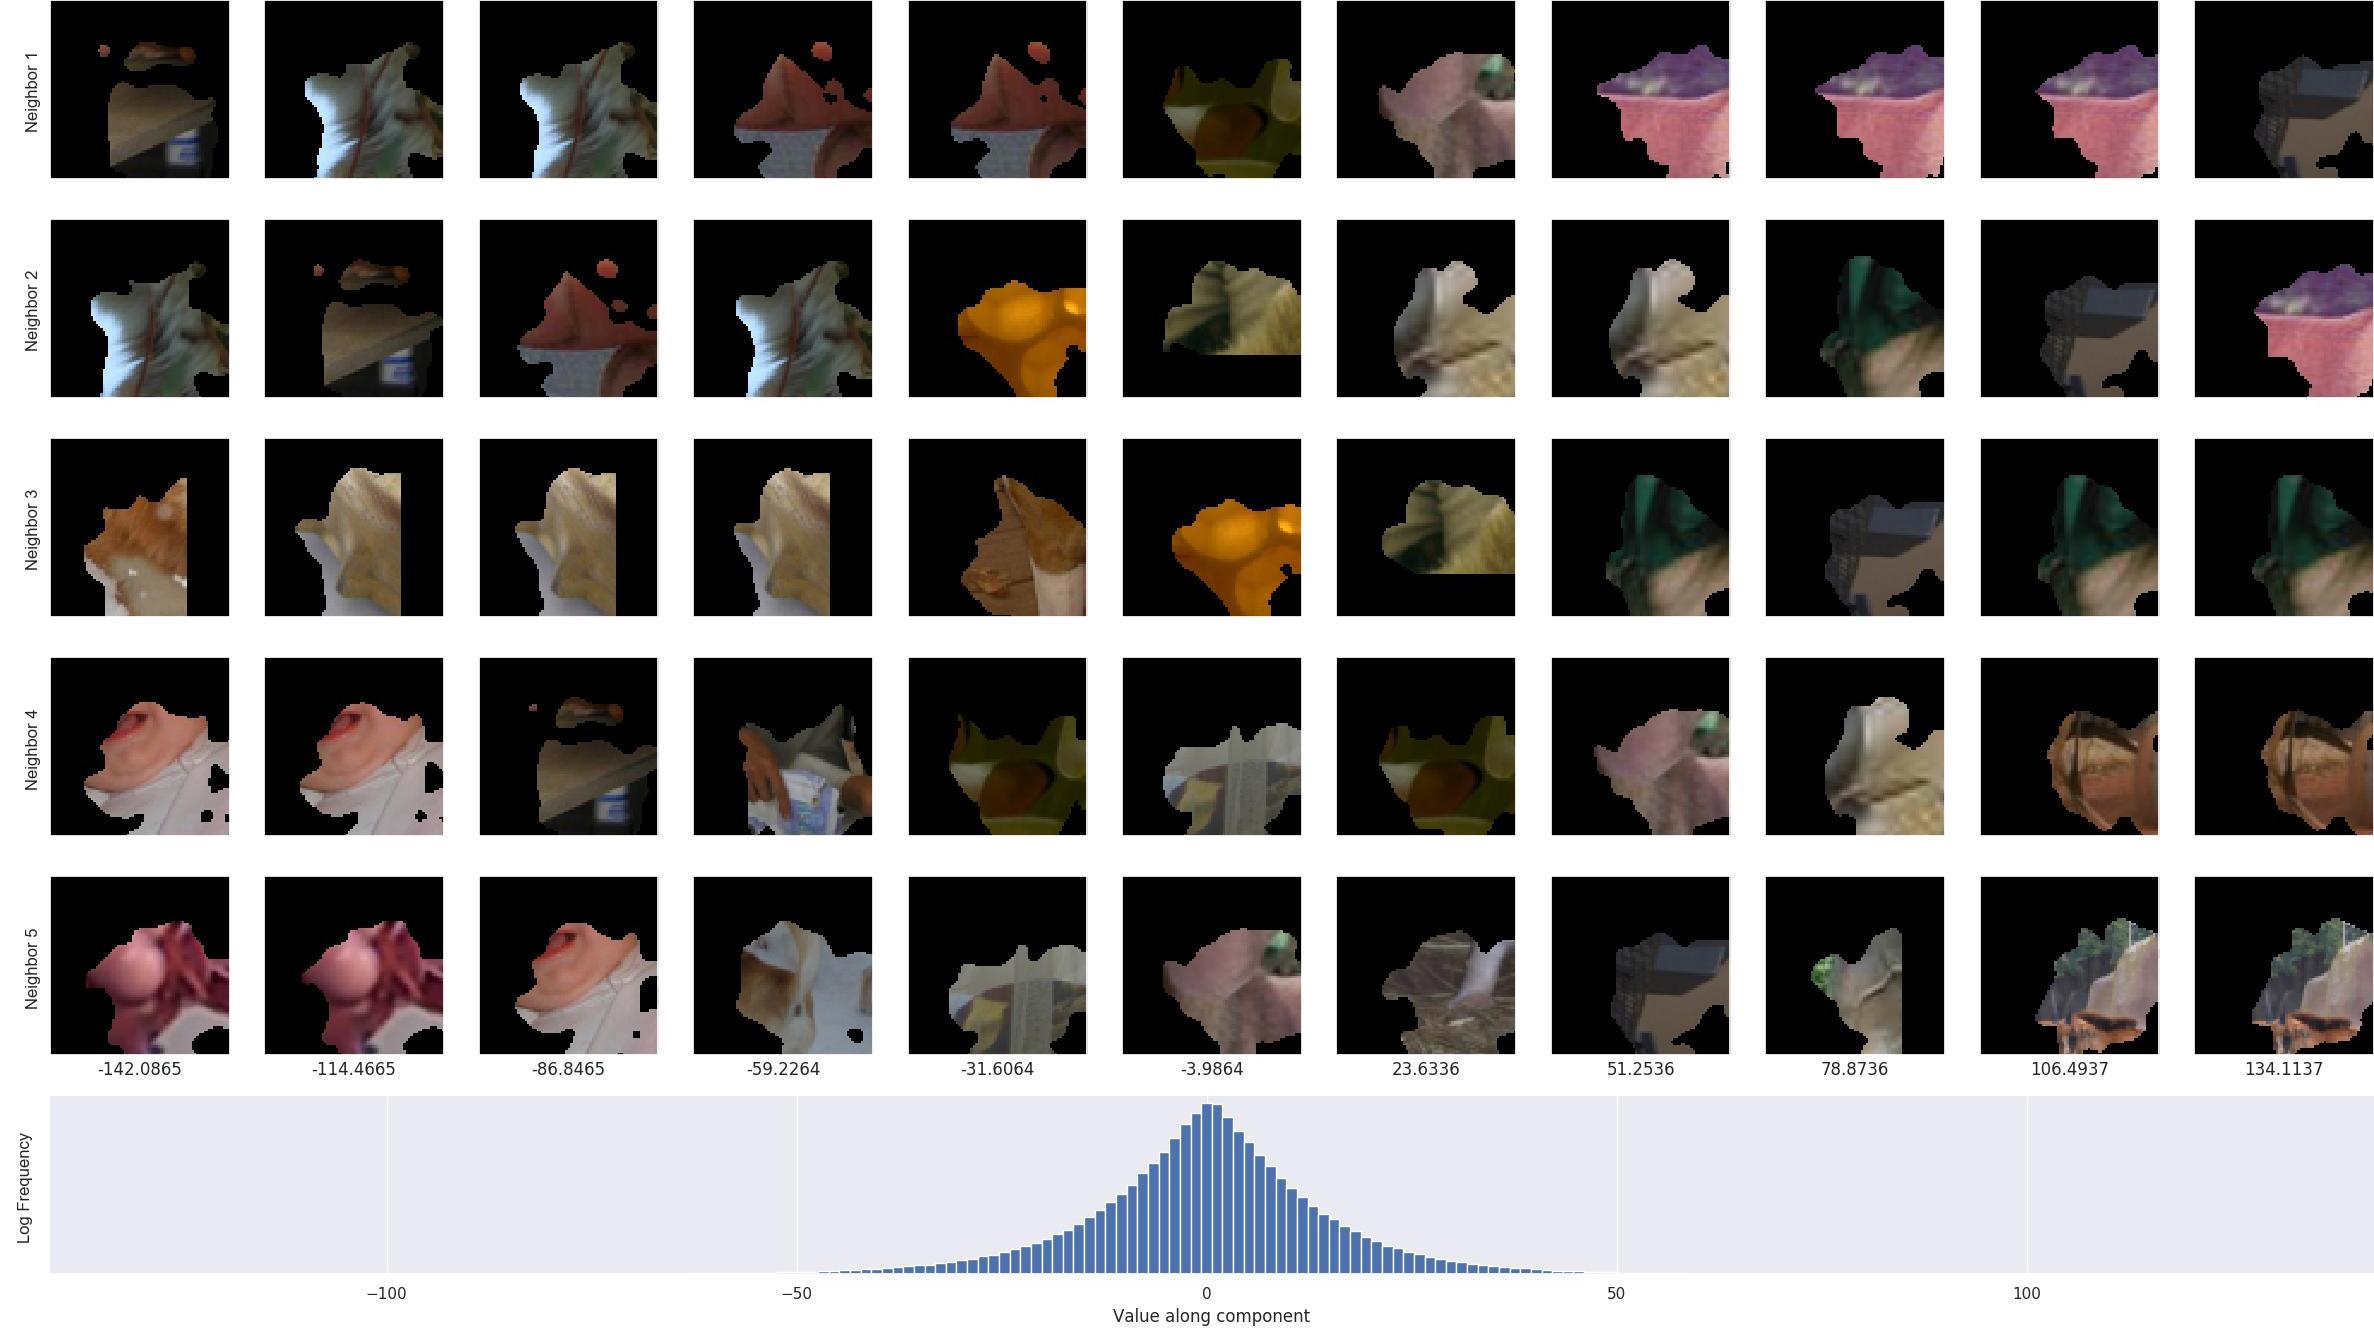 Neighbor 1
Neighbor 2
Neighbor 3
Neighbor 4
Neighbor 5
-142.0865 -114.4665 -86.8465 -59.2264 -31.6064 -3.9864 23.6336 51.2536 78.8736 106.4937 134.1137
Log Frequency
−100 −50 0 50 100
Value along component